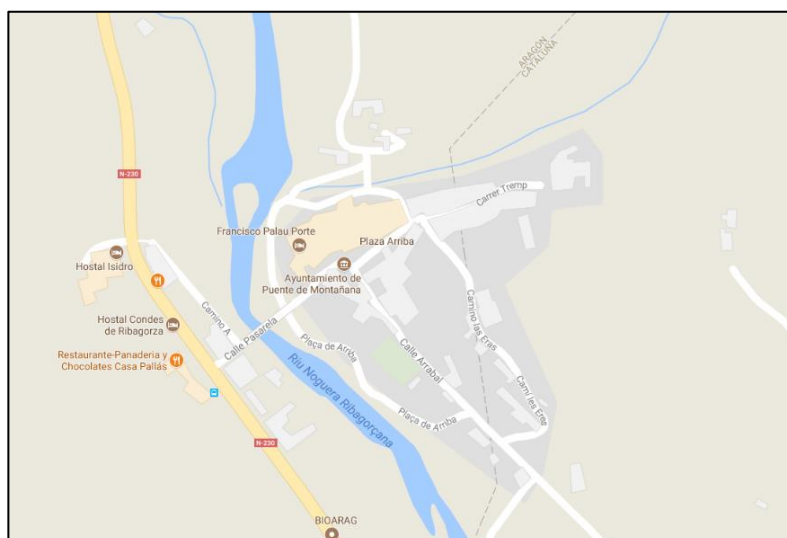 ARAGÓN
CATALUÑA
N-230
Carrer Tremp
Francisco Palau Porte
Plaza Arriba
Hostal Isidro
Ayuntamiento de
Puente de Montañana
Camino las Eras
Camino A
Hostal Condes
de Ribagorza
Calle Pasarela
Plaça de Arriba
Calle Arrabal
Restaurante-Panaderia y
Chocolates Casa Pallás
Riu Noguera Ribagorçana
Camí les Eres
Plaça de Arriba
N-230
BIOARAG